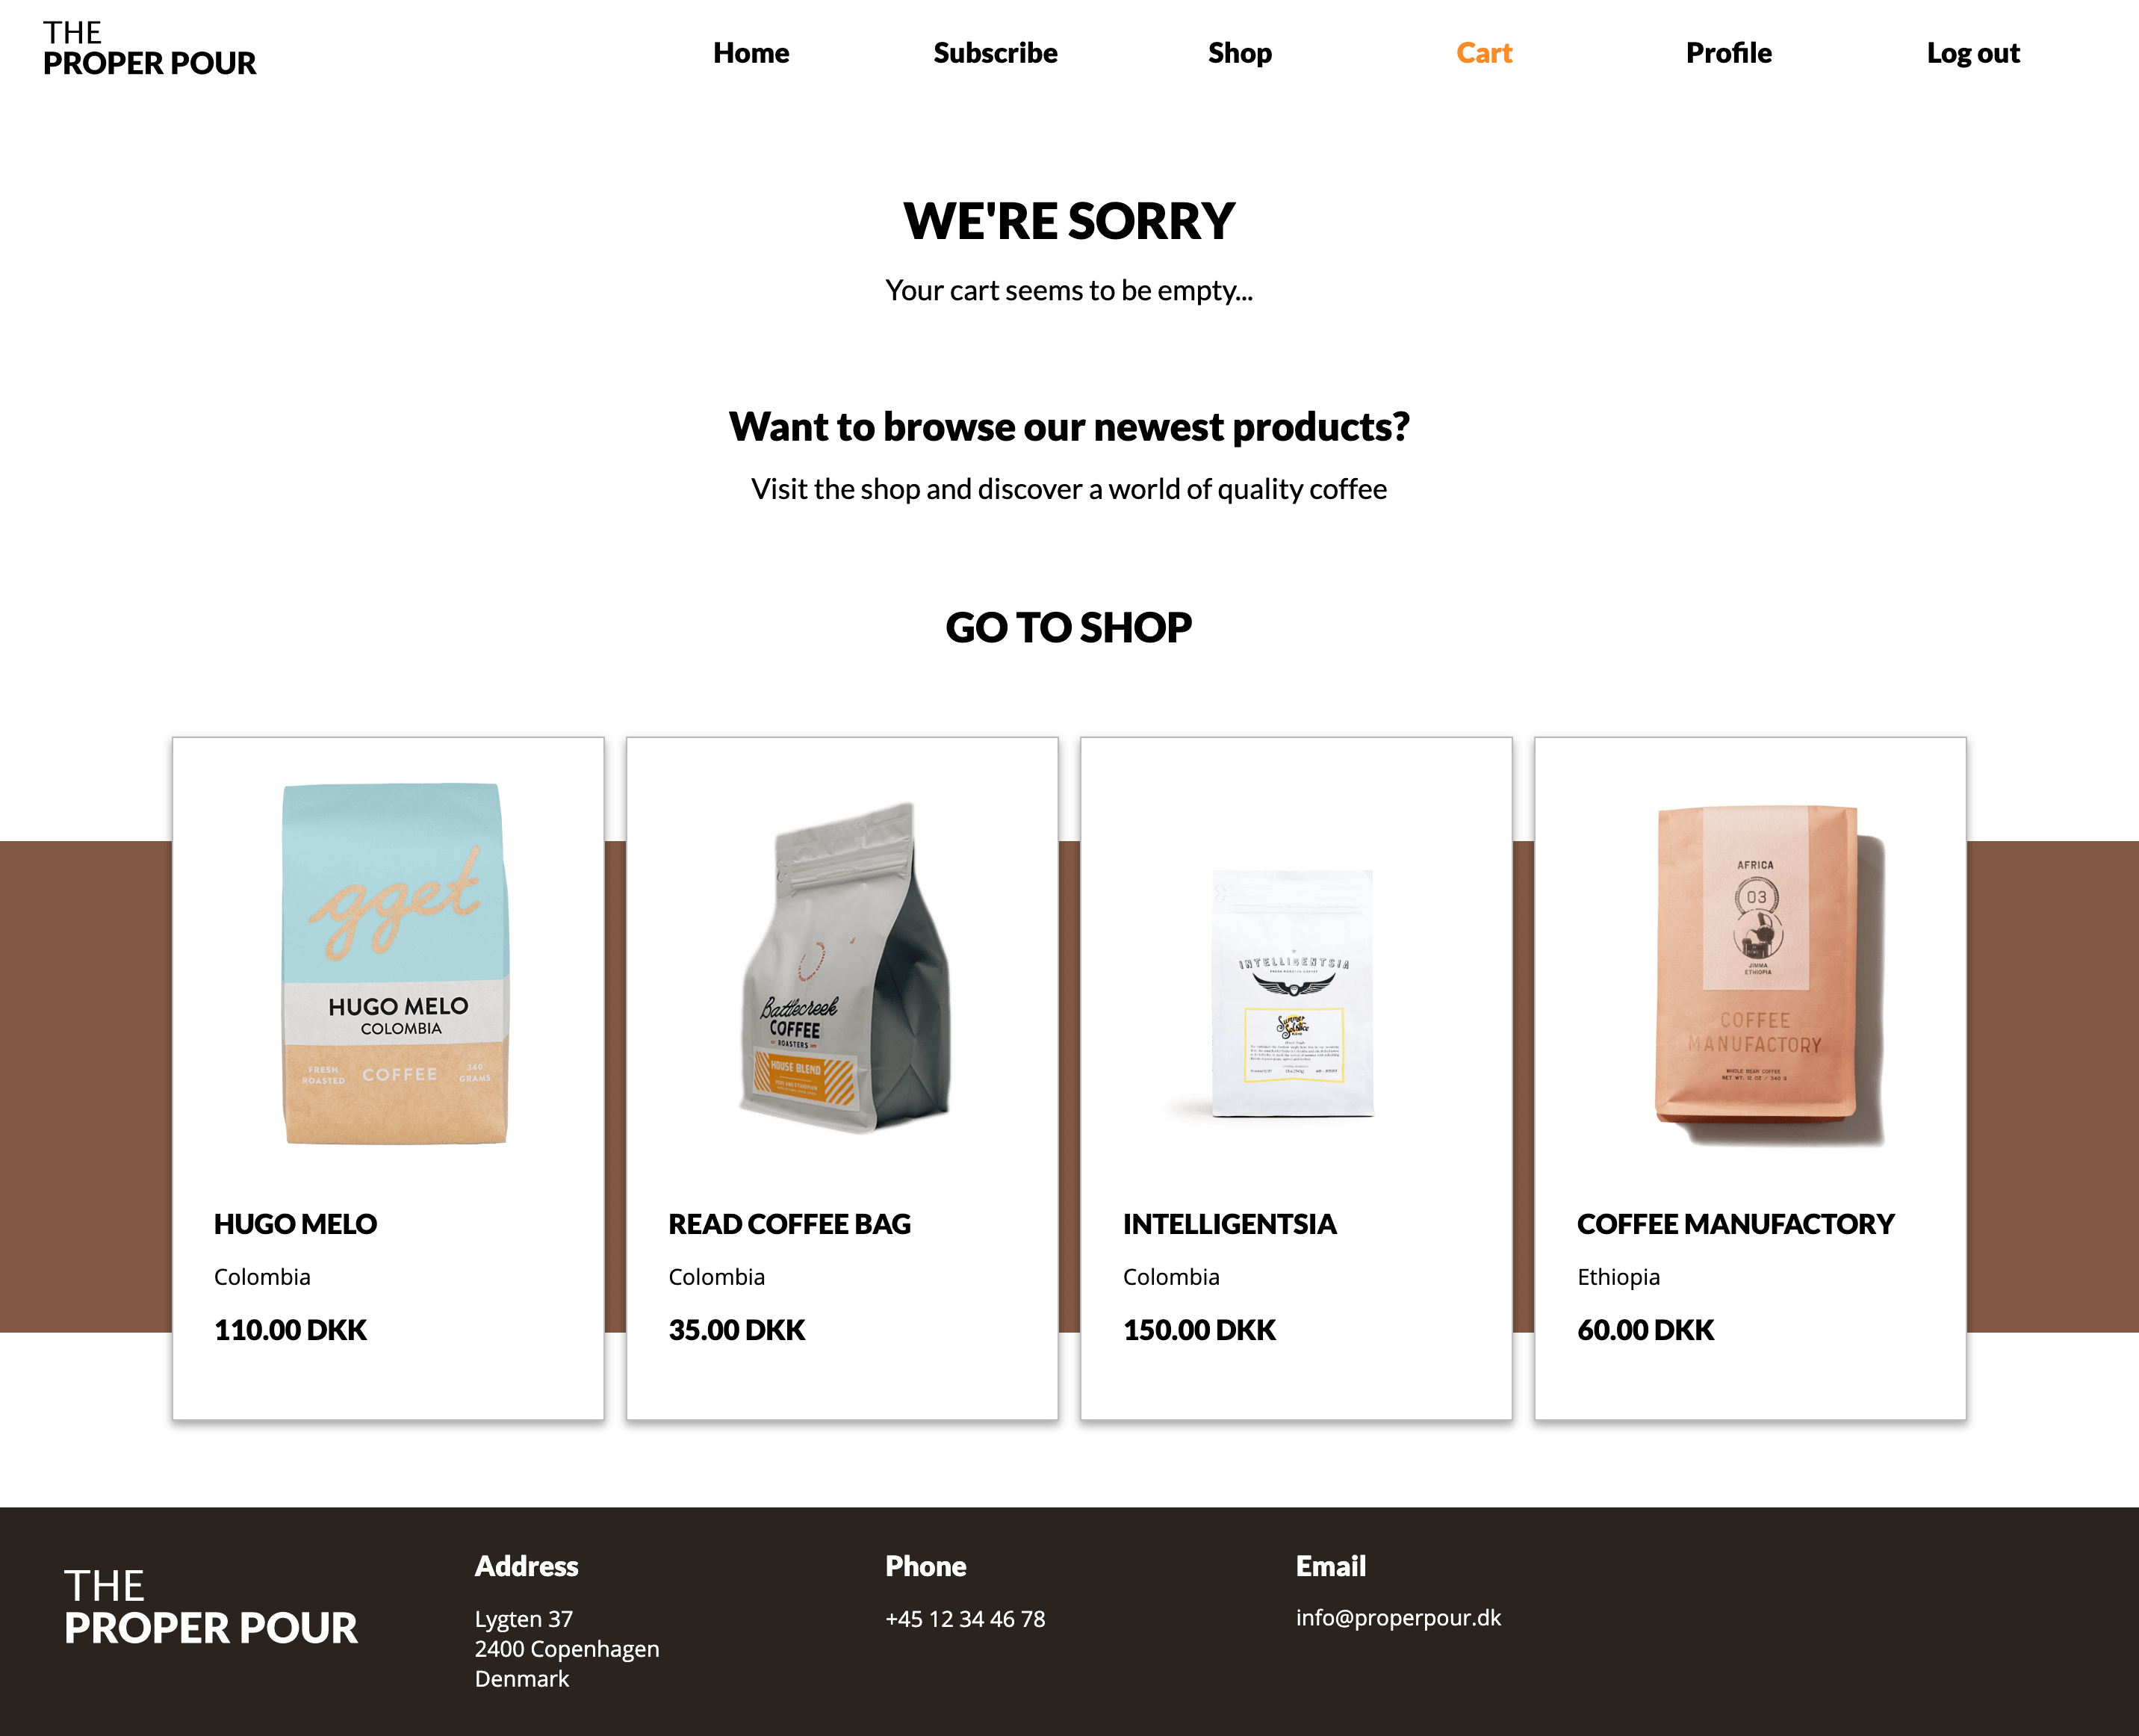 THE
PROPER POUR
Home
Subscribe
Shop
Cart
Profile
Log out
WE'RE SORRY
Your cart seems to be empty...
Want to browse our newest products?
Visit the shop and discover a world of quality coffee
GO TO SHOP
gget
HUGO MELO
COLOMBIA
FRESH
ROASTED
COFFEE
340
GRAMS
HUGO MELO
Colombia
110.00 DKK
Battlecreek
COFFEE
ROASTERS
HOUSE BLEND
READ COFFEE BAG
Colombia
35.00 DKK
INTELLIGENTSIA
Summer
Solstice
INTELLIGENTSIA
Colombia
150.00 DKK
AFRICA
03
JIMMA
ETHIOPIA
COFFEE
MANUFACTORY
WHOLE BEAN COFFEE
NET WT. 12 OZ / 340 G
COFFEE MANUFACTORY
Ethiopia
60.00 DKK
THE
PROPER POUR
Address
Lygten 37
2400 Copenhagen
Denmark
Phone
+45 12 34 46 78
Email
info@properpour.dk